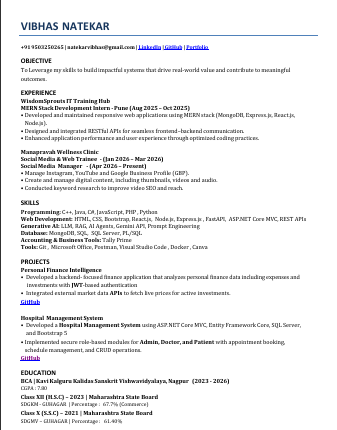 VIBHAS NATEKAR
+91 9503250265 | natekarvibhas@gmail.com | LinkedIn | GitHub | Portfolio
OBJECTIVE
To Leverage my skills to build impactful systems that drive real-world value and contribute to meaningful
outcomes.
EXPERIENCE
WisdomSprouts IT Training Hub
MERN Stack Development Intern - Pune (Aug 2025 – Oct 2025)
• Developed and maintained responsive web applications using MERN stack (MongoDB, Express.js, React.js,
Node.js).
• Designed and integrated RESTful APIs for seamless frontend–backend communication.
• Enhanced application performance and user experience through optimized coding practices.
Manapravah Wellness Clinic
Social Media & Web Trainee - (Jan 2026 – Mar 2026)
Social Media Manager - (Apr 2026 – Present)
• Manage Instagram, YouTube and Google Business Profile (GBP).
• Create and manage digital content, including thumbnails, videos and audio.
• Conducted keyword research to improve video SEO and reach.
SKILLS
Programming: C++, Java, C#, JavaScript, PHP , Python
Web Development: HTML, CSS, Bootstrap, React.js, Node.js, Express.js , FastAPI, ASP.NET Core MVC, REST APIs
Generative AI: LLM, RAG, AI Agents, Gemini API, Prompt Engineering
Database: MongoDB, SQL, SQL Server, PL/SQL
Accounting & Business Tools: Tally Prime
Tools: Git , Microsoft Office, Postman, Visual Studio Code , Docker , Canva
PROJECTS
Personal Finance Intelligence
• Developed a backend- focused finance application that analyzes personal finance data including expenses and
investments with JWT-based authentication
• Integrated external market data APIs to fetch live prices for active investments.
GitHub
Hospital Management System
• Developed a Hospital Management System using ASP.NET Core MVC, Entity Framework Core, SQL Server,
and Bootstrap 5
• Implemented secure role-based modules for Admin, Doctor, and Patient with appointment booking,
schedule management, and CRUD operations.
GitHub
EDUCATION
BCA | Kavi Kalguru Kalidas Sanskrit Vishwavidyalaya, Nagpur (2023 - 2026)
CGPA : 7.80
Class XII (H.S.C) – 2023 | Maharashtra State Board
SDGKM - GUHAGAR | Percentage : 67.7% (Commerce)
Class X (S.S.C) – 2021 | Maharashtra State Board
SDGMV - GUHAGAR | Percentage : 61.40%